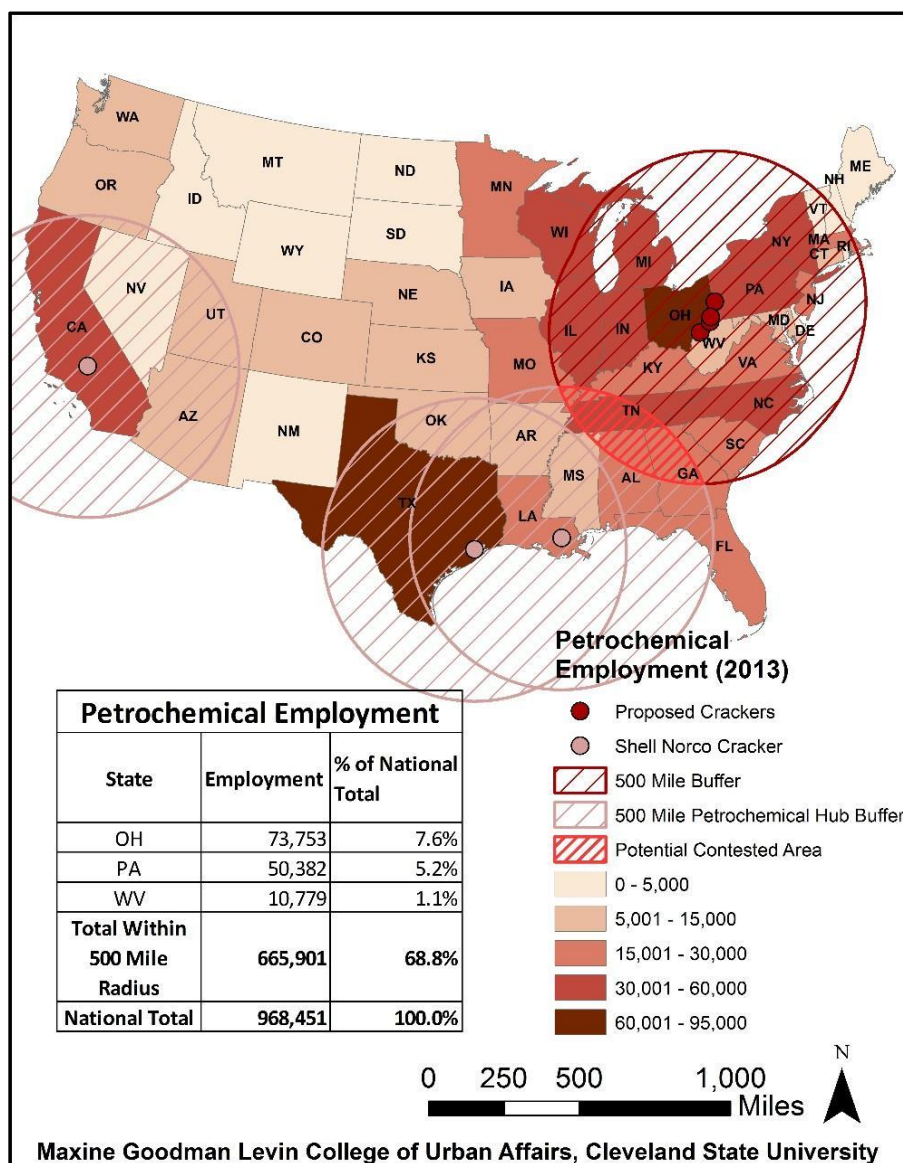 WA
MT
ND
MN
ME
NH
VT
OR
ID
SD
WI
NY
MA
RI
CT
WY
MI
PA
NJ
NV
NE
IA
IL
IN
OH
MD
DE
CA
UT
CO
KS
MO
WV
KY
VA
AZ
NM
OK
AR
TN
NC
SC
TX
LA
MS
AL
GA
FL
Petrochemical
Employment (2013)
Proposed Crackers
Shell Norco Cracker
500 Mile Buffer
500 Mile Petrochemical Hub Buffer
Potential Contested Area
0 - 5,000
5,001 - 15,000
15,001 - 30,000
30,001 - 60,000
60,001 - 95,000
Petrochemical Employment
State Employment % of National Total
OH 73,753 7.6%
PA 50,382 5.2%
WV 10,779 1.1%
Total Within 500 Mile Radius 665,901 68.8%
National Total 968,451 100.0%
0 250 500 1,000
Miles
N
Maxine Goodman Levin College of Urban Affairs, Cleveland State University